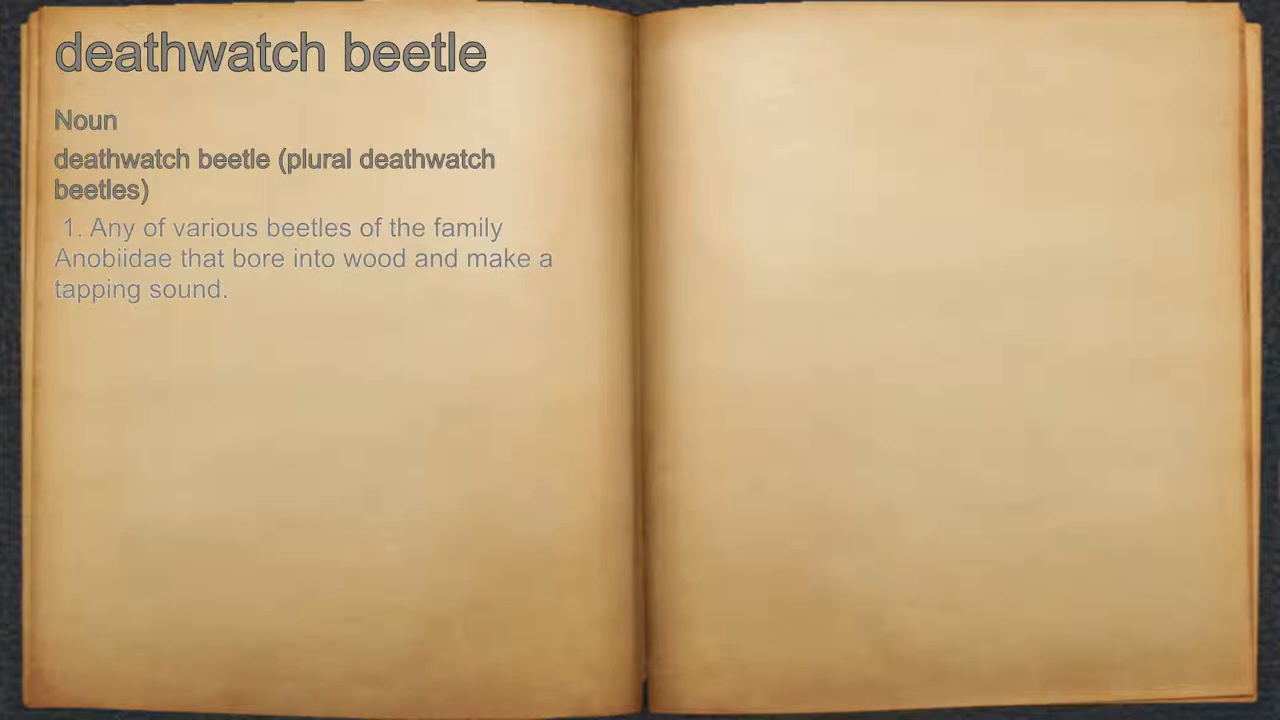 deathwatch beetle
Noun
deathwatch beetle (plural deathwatch
beetles)
1. Any of various beetles of the family
Anobiidae that bore into wood and make a
tapping sound.